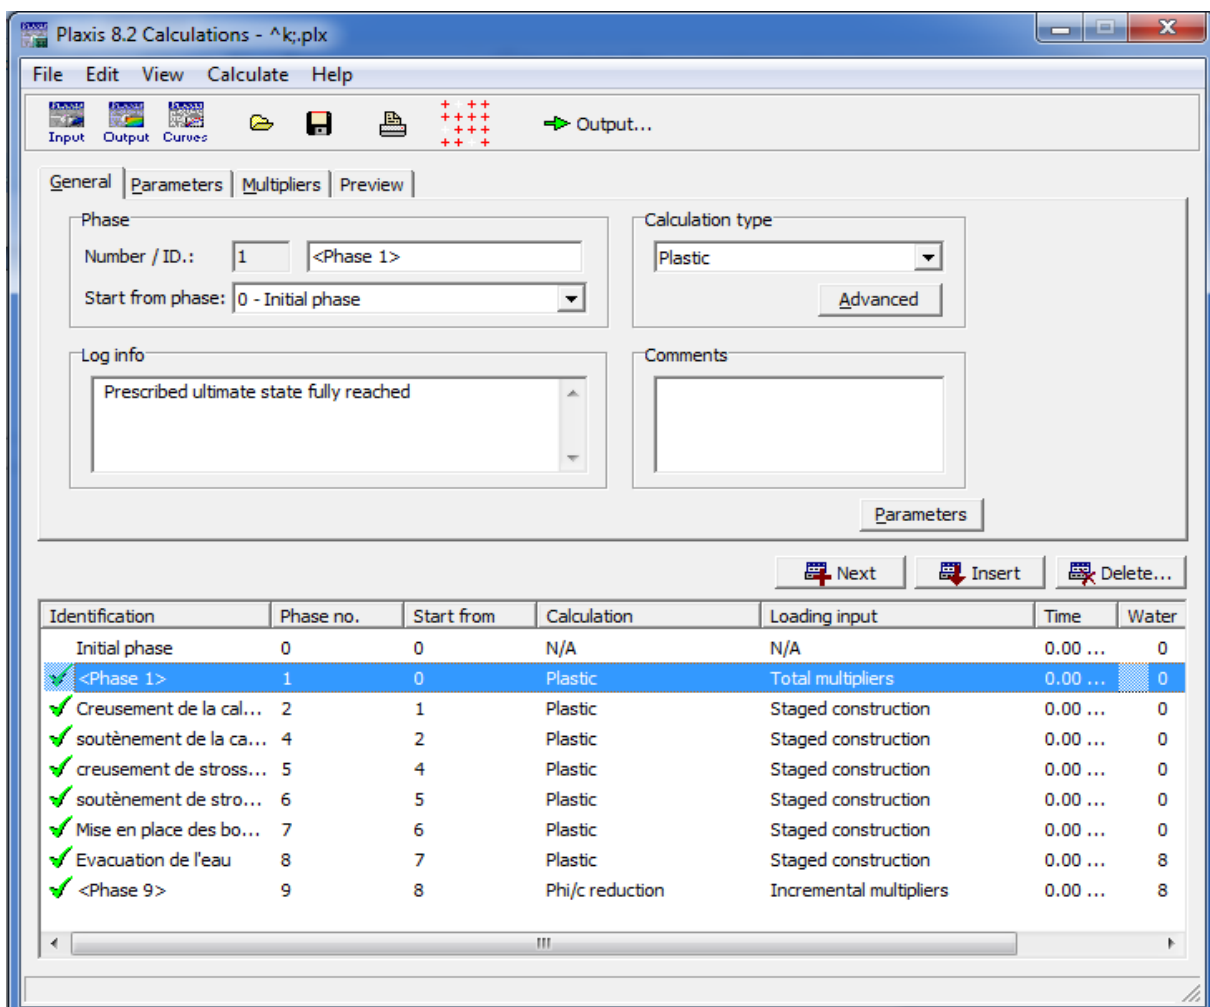 Plaxis 8.2 Calculations - ^k;.plx
File Edit View Calculate Help
Input Output Curves Output...
General Parameters Multipliers Preview
Phase
Number / ID.: 1 <Phase 1>
Start from phase: 0 - Initial phase
Calculation type
Plastic
Advanced
Log info
Prescribed ultimate state fully reached
Comments
Parameters
Next Insert Delete...
Identification Phase no. Start from Calculation Loading input Time Water
Initial phase 0 0 N/A N/A 0.00 ... 0
<Phase 1> 1 0 Plastic Total multipliers 0.00 ... 0
Creusement de la cal... 2 1 Plastic Staged construction 0.00 ... 0
soutènement de la ca... 4 2 Plastic Staged construction 0.00 ... 0
creusement de stross... 5 4 Plastic Staged construction 0.00 ... 0
soutènement de stro... 6 5 Plastic Staged construction 0.00 ... 0
Mise en place des bo... 7 6 Plastic Staged construction 0.00 ... 0
Evacuation de l'eau 8 7 Plastic Staged construction 0.00 ... 8
<Phase 9> 9 8 Phi/c reduction Incremental multipliers 0.00 ... 8